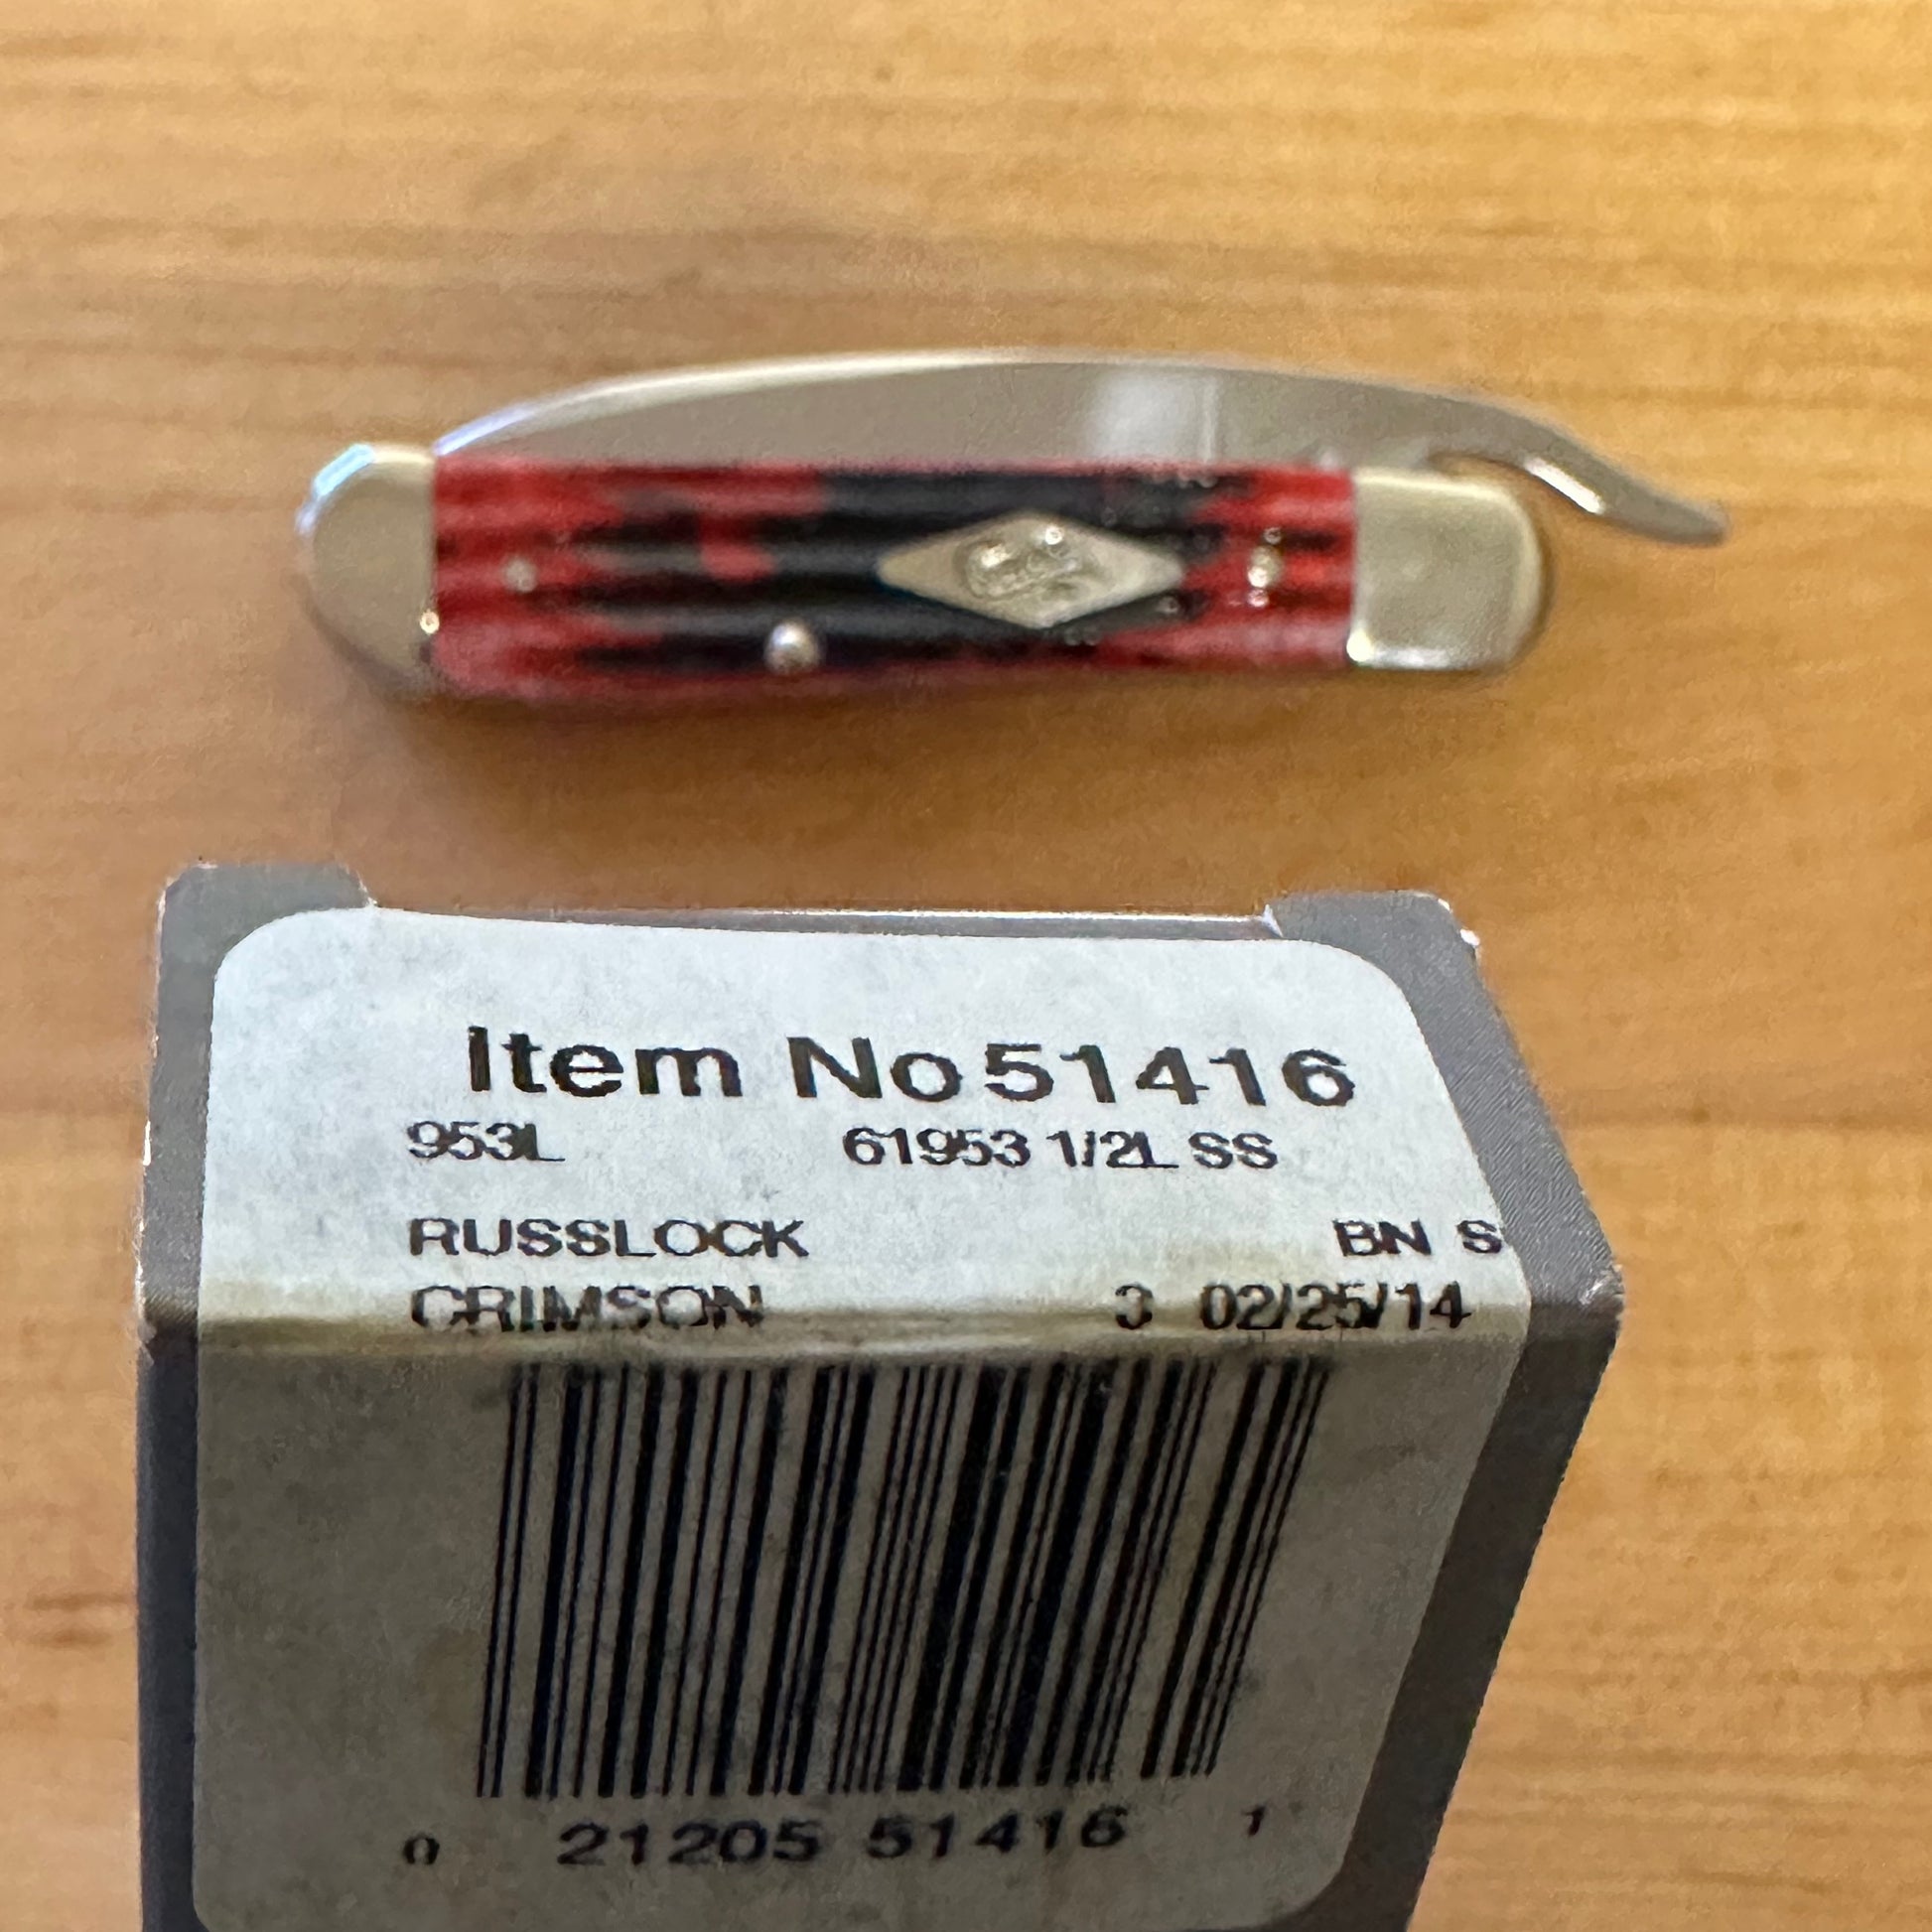 Item No 51416
953L 61953 1/2L SS
RUSSLOCK BN S
CRIMSON 3 02/25/14
0 21205 51416 1